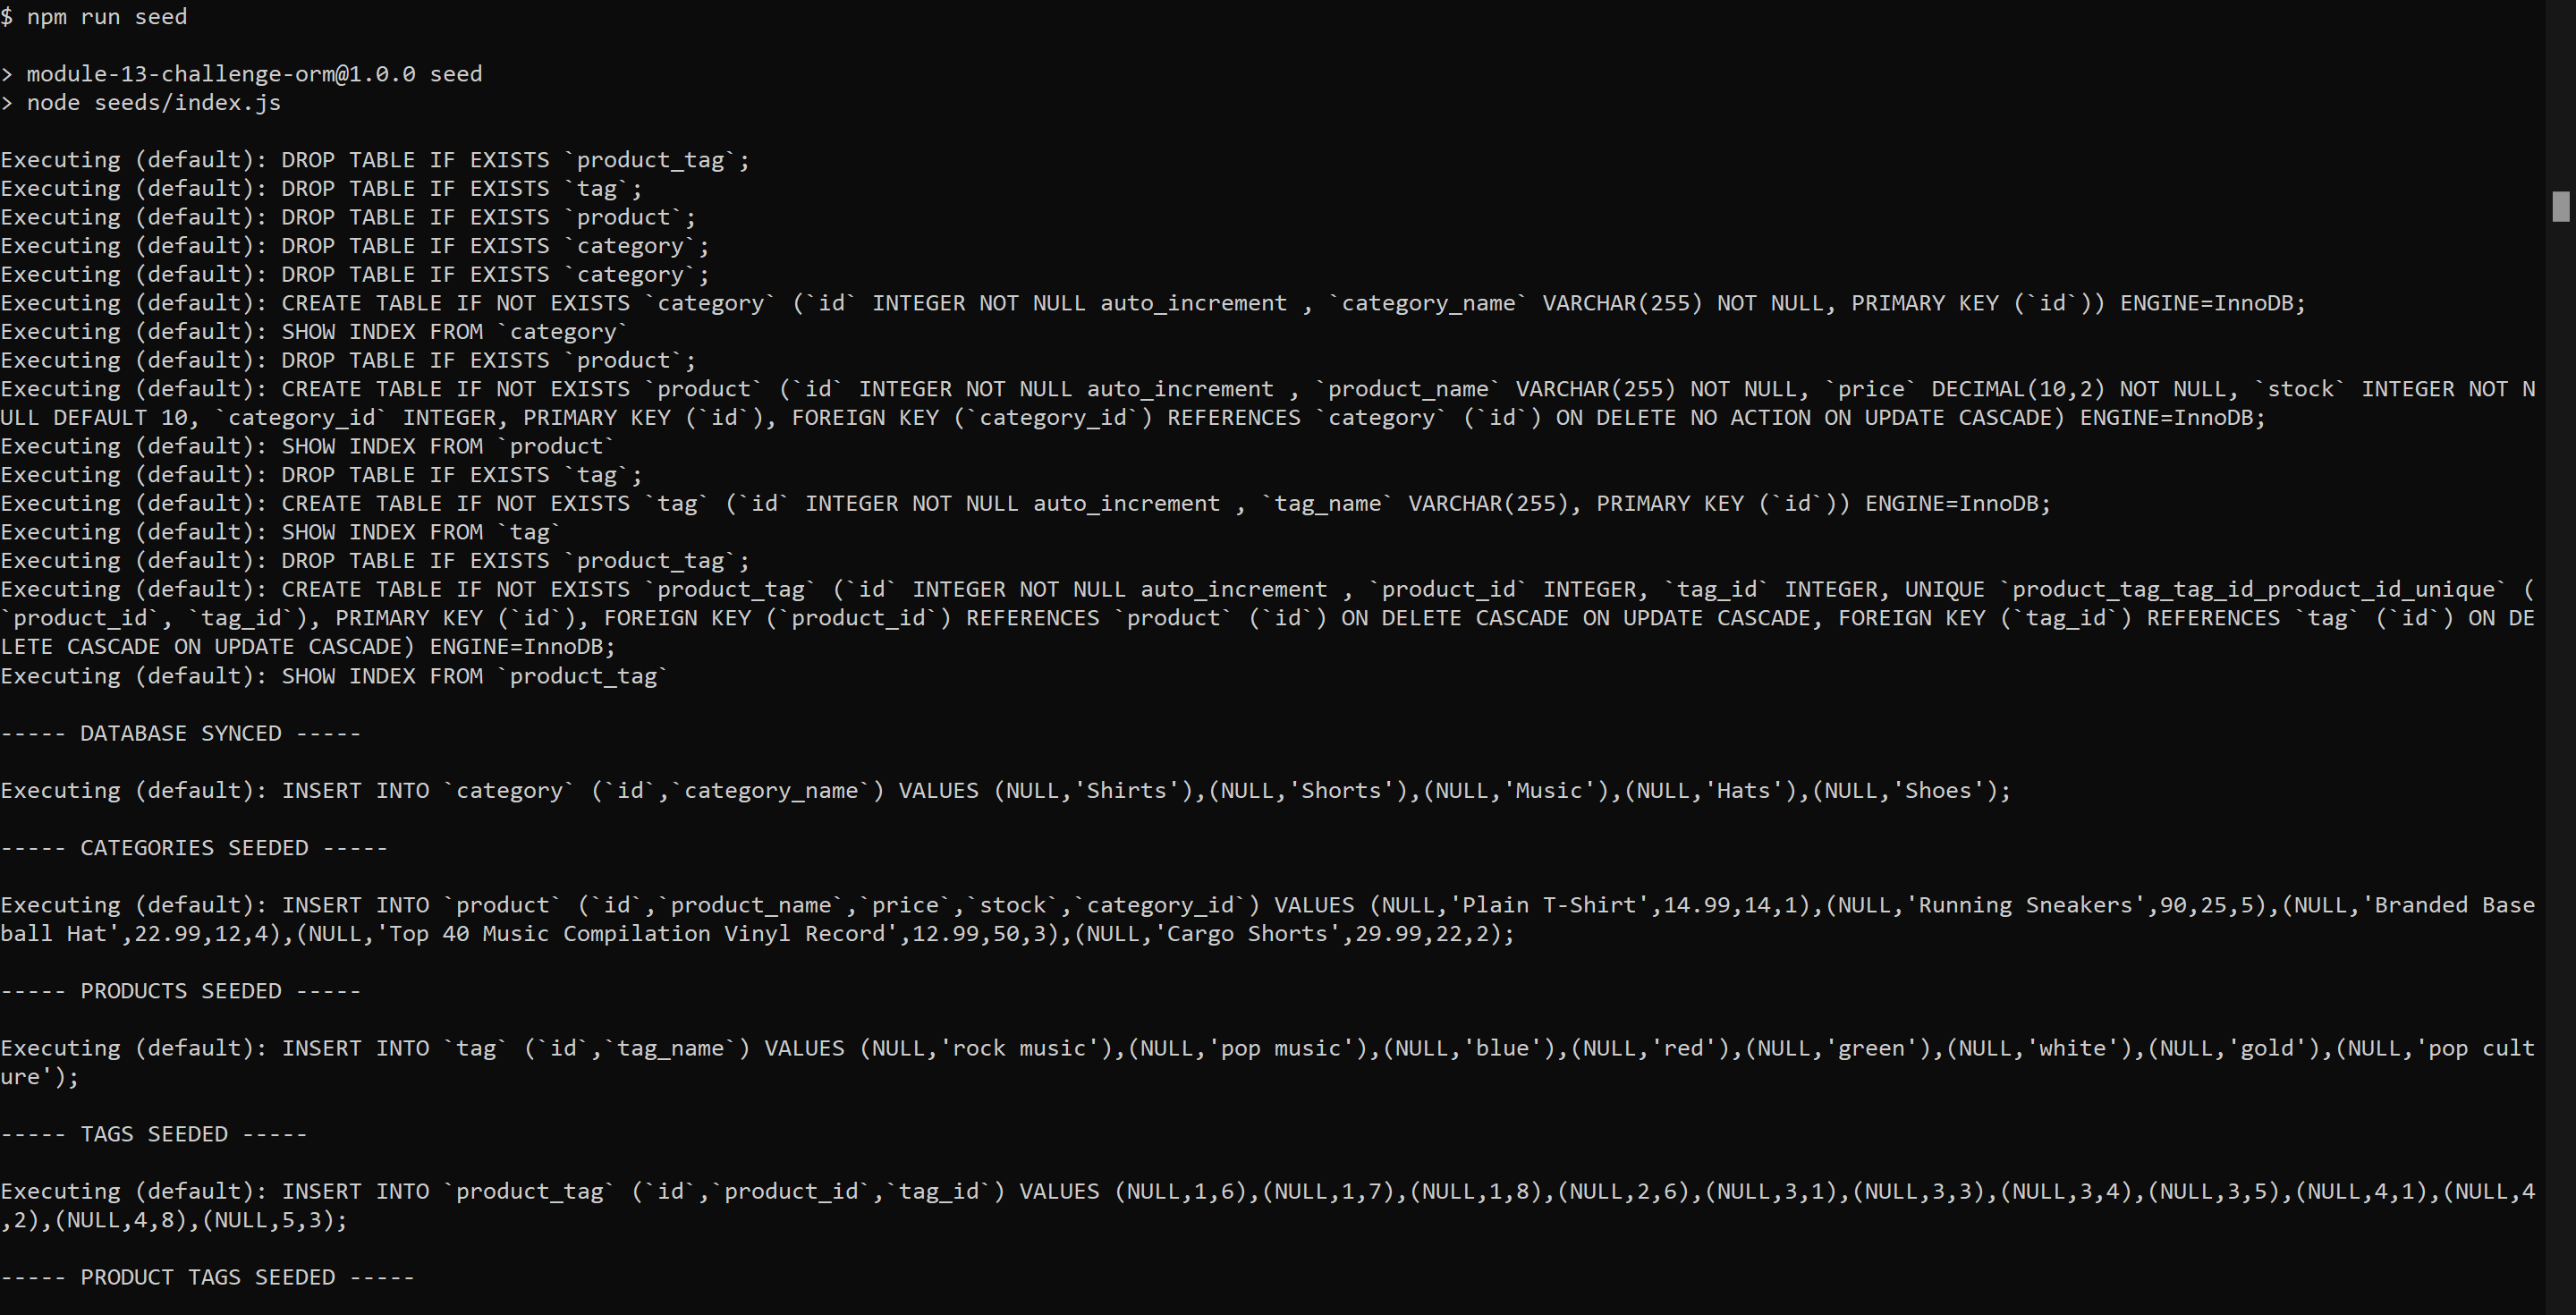 $ npm run seed
> module-13-challenge-orm@1.0.0 seed
> node seeds/index.js
Executing (default): DROP TABLE IF EXISTS `product_tag`;
Executing (default): DROP TABLE IF EXISTS `tag`;
Executing (default): DROP TABLE IF EXISTS `product`;
Executing (default): DROP TABLE IF EXISTS `category`;
Executing (default): DROP TABLE IF EXISTS `category`;
Executing (default): CREATE TABLE IF NOT EXISTS `category` (`id` INTEGER NOT NULL auto_increment , `category_name` VARCHAR(255) NOT NULL, PRIMARY KEY (`id`)) ENGINE=InnoDB;
Executing (default): SHOW INDEX FROM `category`
Executing (default): DROP TABLE IF EXISTS `product`;
Executing (default): CREATE TABLE IF NOT EXISTS `product` (`id` INTEGER NOT NULL auto_increment , `product_name` VARCHAR(255) NOT NULL, `price` DECIMAL(10,2) NOT NULL, `stock` INTEGER NOT N
ULL DEFAULT 10, `category_id` INTEGER, PRIMARY KEY (`id`), FOREIGN KEY (`category_id`) REFERENCES `category` (`id`) ON DELETE NO ACTION ON UPDATE CASCADE) ENGINE=InnoDB;
Executing (default): SHOW INDEX FROM `product`
Executing (default): DROP TABLE IF EXISTS `tag`;
Executing (default): CREATE TABLE IF NOT EXISTS `tag` (`id` INTEGER NOT NULL auto_increment , `tag_name` VARCHAR(255), PRIMARY KEY (`id`)) ENGINE=InnoDB;
Executing (default): SHOW INDEX FROM `tag`
Executing (default): DROP TABLE IF EXISTS `product_tag`;
Executing (default): CREATE TABLE IF NOT EXISTS `product_tag` (`id` INTEGER NOT NULL auto_increment , `product_id` INTEGER, `tag_id` INTEGER, UNIQUE `product_tag_tag_id_product_id_unique` (
`product_id`, `tag_id`), PRIMARY KEY (`id`), FOREIGN KEY (`product_id`) REFERENCES `product` (`id`) ON DELETE CASCADE ON UPDATE CASCADE, FOREIGN KEY (`tag_id`) REFERENCES `tag` (`id`) ON DE
LETE CASCADE ON UPDATE CASCADE) ENGINE=InnoDB;
Executing (default): SHOW INDEX FROM `product_tag`
----- DATABASE SYNCED -----
Executing (default): INSERT INTO `category` (`id`,`category_name`) VALUES (NULL,'Shirts'),(NULL,'Shorts'),(NULL,'Music'),(NULL,'Hats'),(NULL,'Shoes');
----- CATEGORIES SEEDED -----
Executing (default): INSERT INTO `product` (`id`,`product_name`,`price`,`stock`,`category_id`) VALUES (NULL,'Plain T-Shirt',14.99,14,1),(NULL,'Running Sneakers',90,25,5),(NULL,'Branded Base
ball Hat',22.99,12,4),(NULL,'Top 40 Music Compilation Vinyl Record',12.99,50,3),(NULL,'Cargo Shorts',29.99,22,2);
----- PRODUCTS SEEDED -----
Executing (default): INSERT INTO `tag` (`id`,`tag_name`) VALUES (NULL,'rock music'),(NULL,'pop music'),(NULL,'blue'),(NULL,'red'),(NULL,'green'),(NULL,'white'),(NULL,'gold'),(NULL,'pop cult
ure');
----- TAGS SEEDED -----
Executing (default): INSERT INTO `product_tag` (`id`,`product_id`,`tag_id`) VALUES (NULL,1,6),(NULL,1,7),(NULL,1,8),(NULL,2,6),(NULL,3,1),(NULL,3,3),(NULL,3,4),(NULL,3,5),(NULL,4,1),(NULL,4
,2),(NULL,4,8),(NULL,5,3);
----- PRODUCT TAGS SEEDED -----